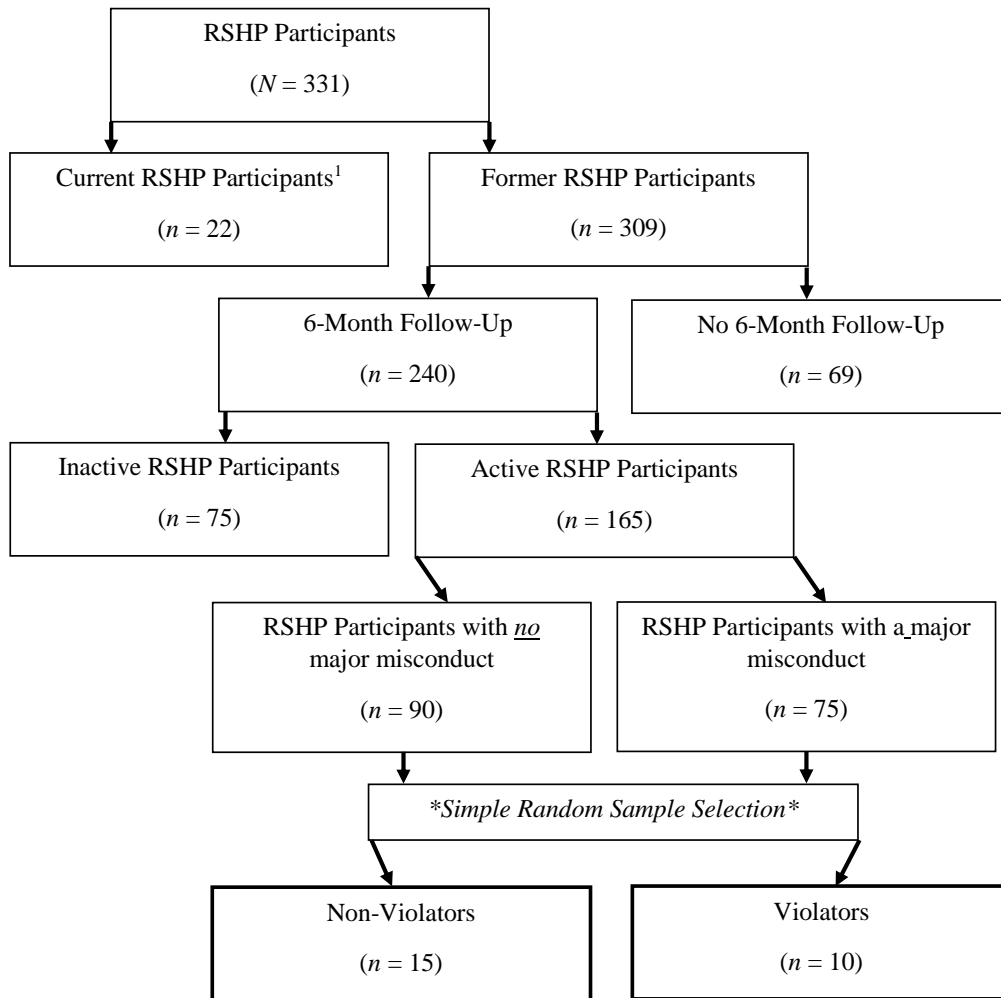 RSHP Participants
(N = 331)
Current RSHP Participants¹
(n = 22)
Former RSHP Participants
(n = 309)
6-Month Follow-Up
(n = 240)
No 6-Month Follow-Up
(n = 69)
Inactive RSHP Participants
(n = 75)
Active RSHP Participants
(n = 165)
RSHP Participants with no
major misconduct
(n = 90)
RSHP Participants with a major
misconduct
(n = 75)
*Simple Random Sample Selection*
Non-Violators
(n = 15)
Violators
(n = 10)